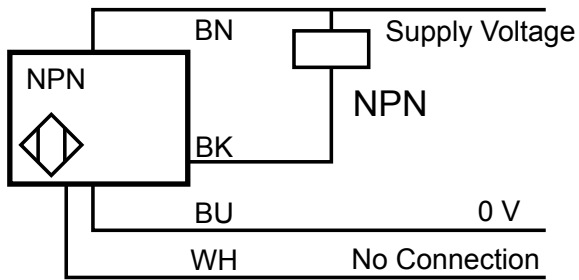 BN
Supply Voltage
NPN
NPN
BK
BU
0 V
WH
No Connection